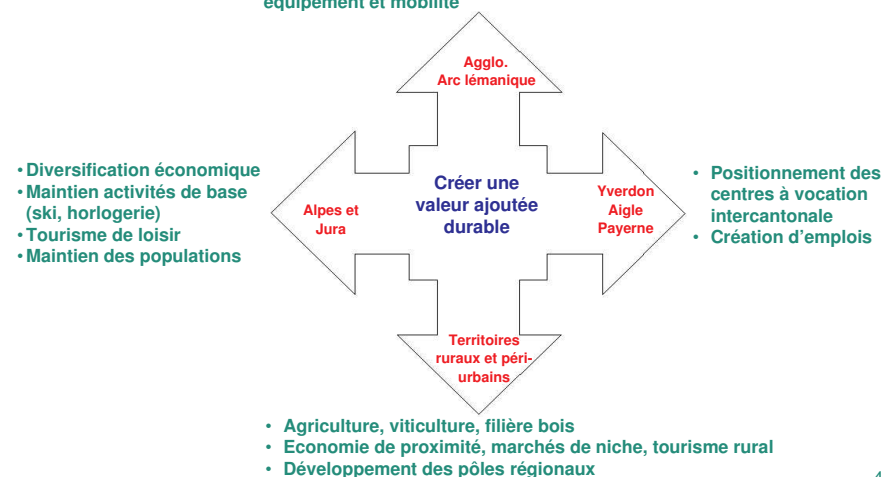 équipement et mobilité
Agglo.
Arc lémanique
• Diversification économique
• Maintien activités de base
(ski, horlogerie)
• Tourisme de loisir
• Maintien des populations
Alpes et
Jura
Créer une
valeur ajoutée
durable
Yverdon
Aigle
Payerne
• Positionnement des
centres à vocation
intercantonale
• Création d'emplois
Territoires
ruraux et péri-
urbains
• Agriculture, viticulture, filière bois
• Economie de proximité, marchés de niche, tourisme rural
• Développement des pôles régionaux
4